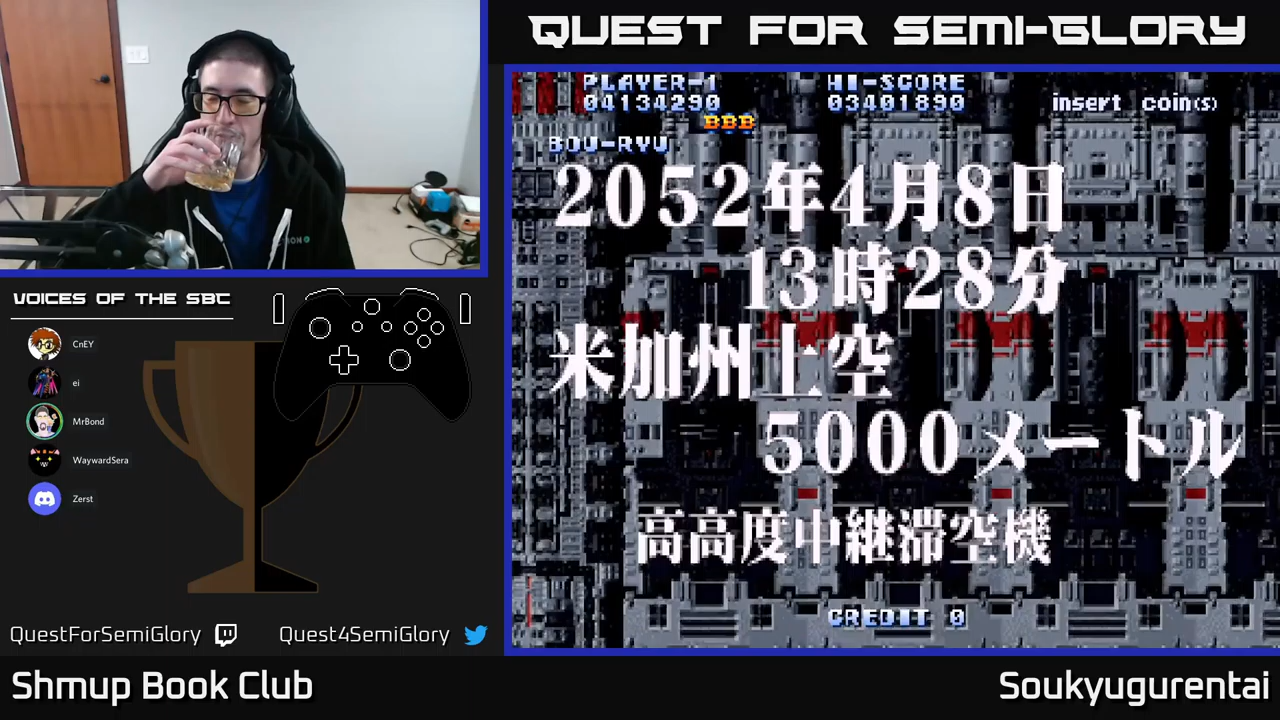 QUEST FOR SEMI-GLORY
PLAYER-1
04134290
HI-SCORE
03401890
insert coin(s)
BBB
BOU-RYU
2052年4月8日
13時28分
米加州上空
5000メートル
高高度中継滞空機
CREDIT 0
VOICES OF THE SBC
CnEY
ei
MrBond
WaywardSera
Zerst
QuestForSemiGlory
Quest4SemiGlory
Shmup Book Club
Soukyugurentai